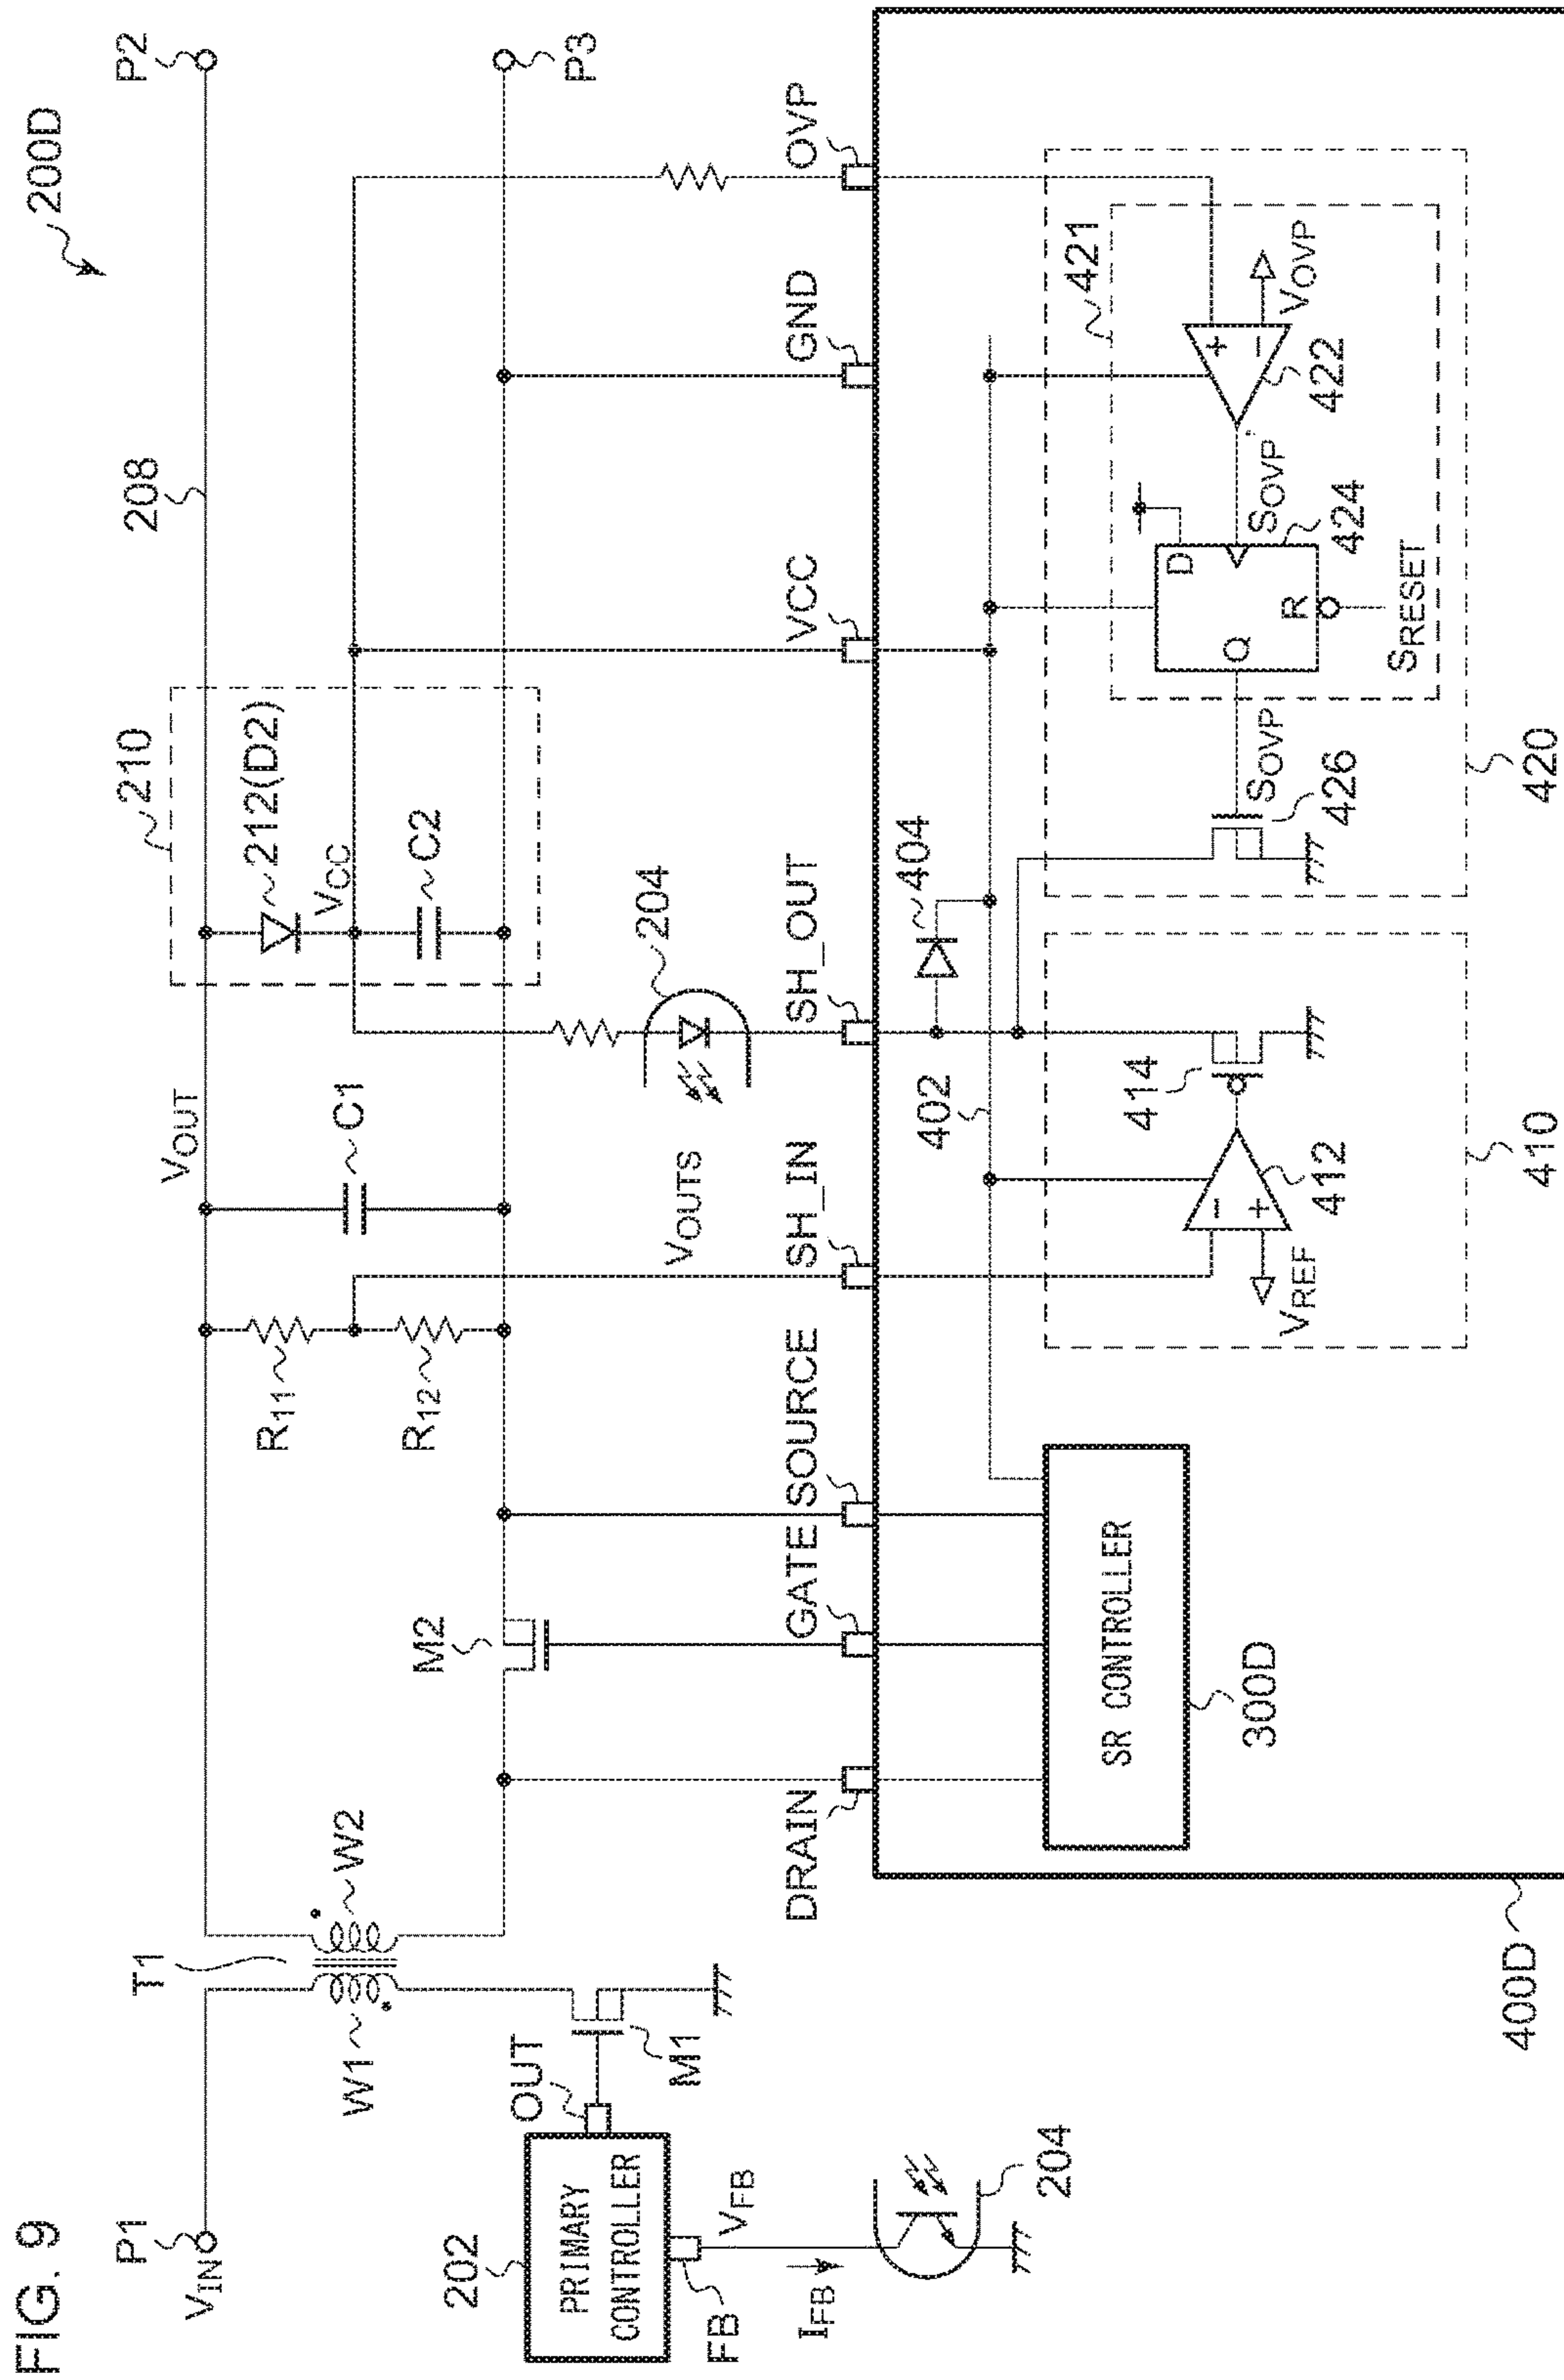 FIG. 9
200D
P1
VIN
T1
W1
W2
VOUT
208
P2
P3
210
212(D2)
VCC
C2
C1
R11
R12
M2
202
PRIMARY
CONTROLLER
OUT
M1
FB
VFB
IFB
204
VOUTS
204
DRAIN
GATE
SOURCE
SH_IN
SH_OUT
VCC
GND
OVP
402
404
SR CONTROLLER
300D
VREF
-
+
412
414
410
SOVP
426
420
Q
D
R
SRESET
424
SOVP'
421
+
-
422
VOVP
400D